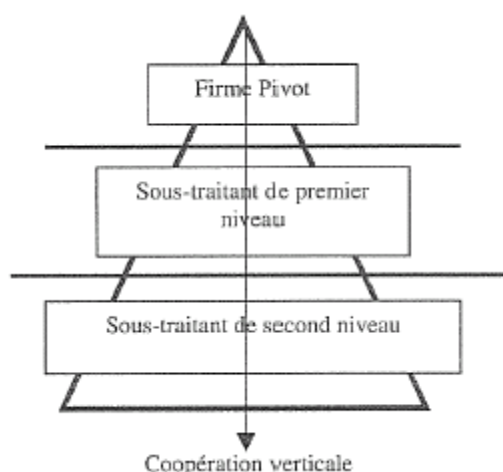 Firme Pivot
Sous-traitant de premier
niveau
Sous-traitant de second niveau
Coopération verticale